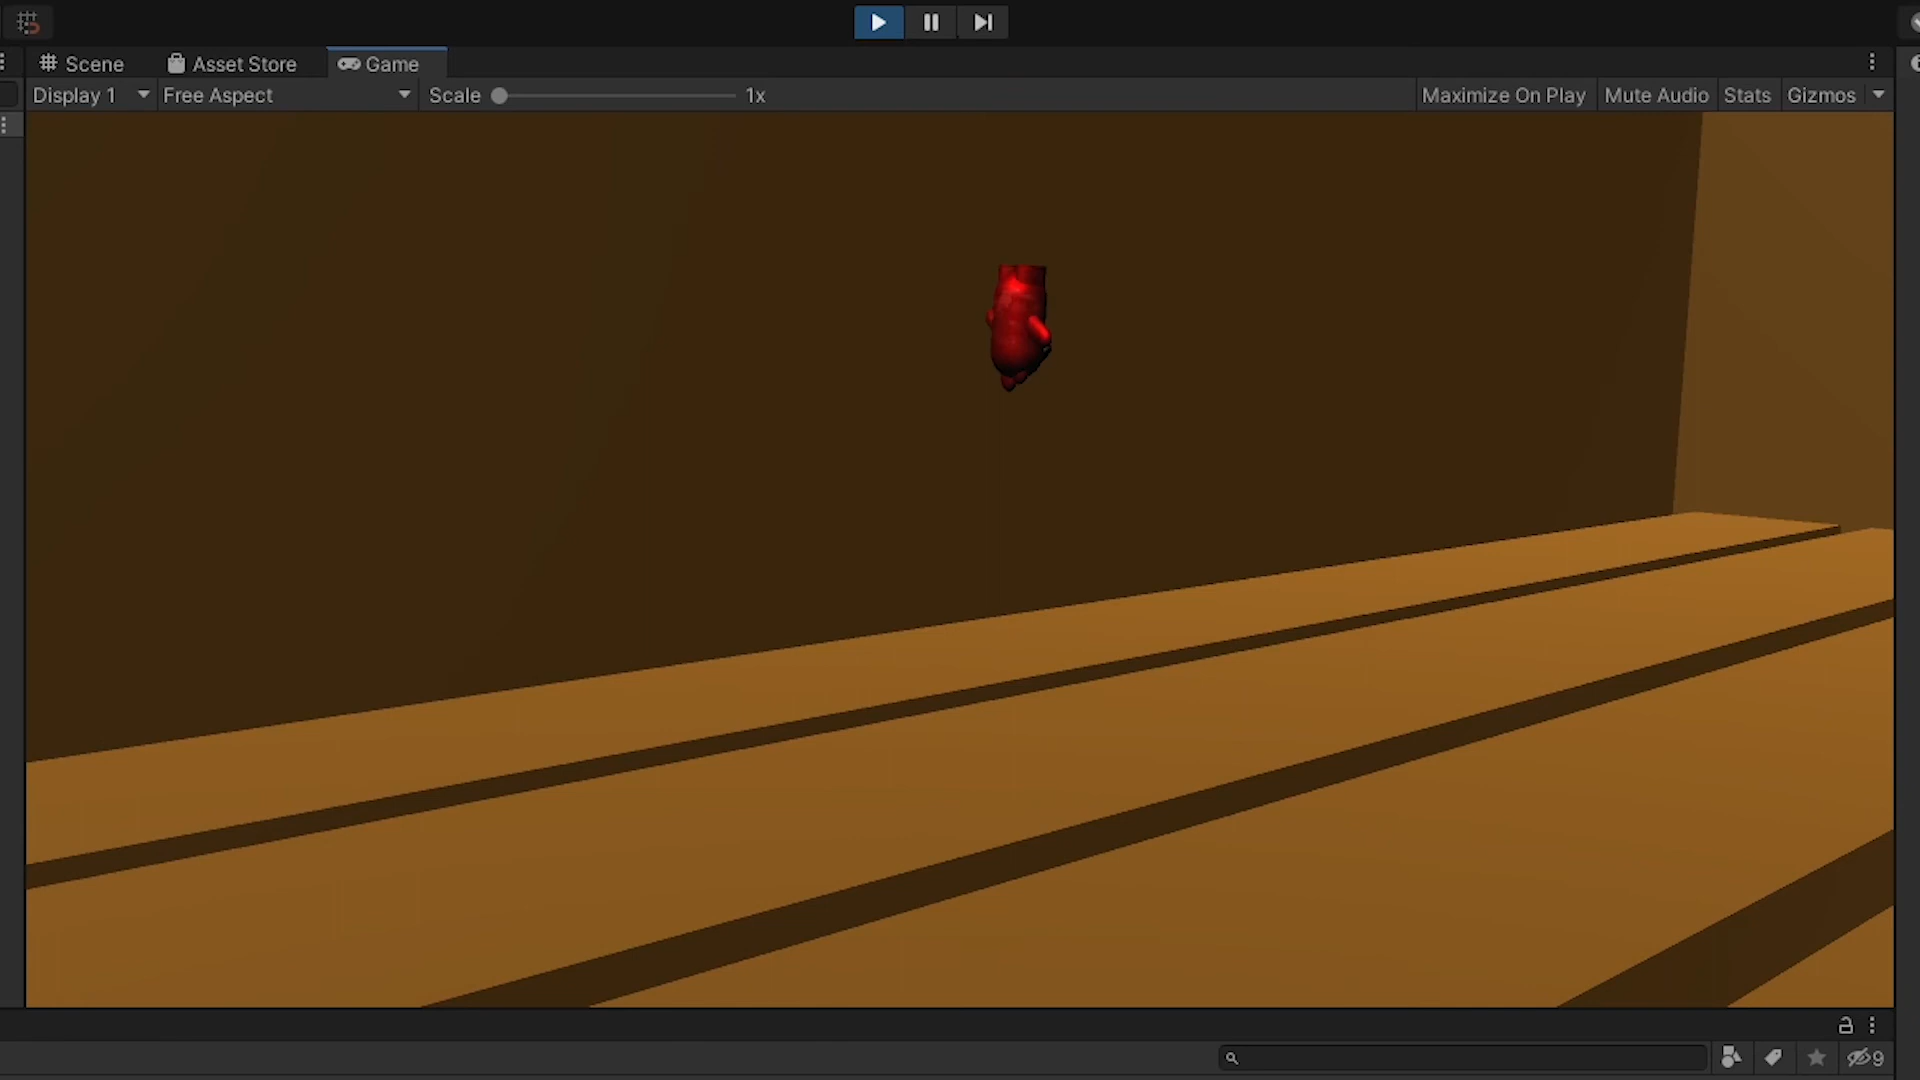 Scene Asset Store Game
Display 1 Free Aspect Scale 1x Maximize On Play Mute Audio Stats Gizmos
9